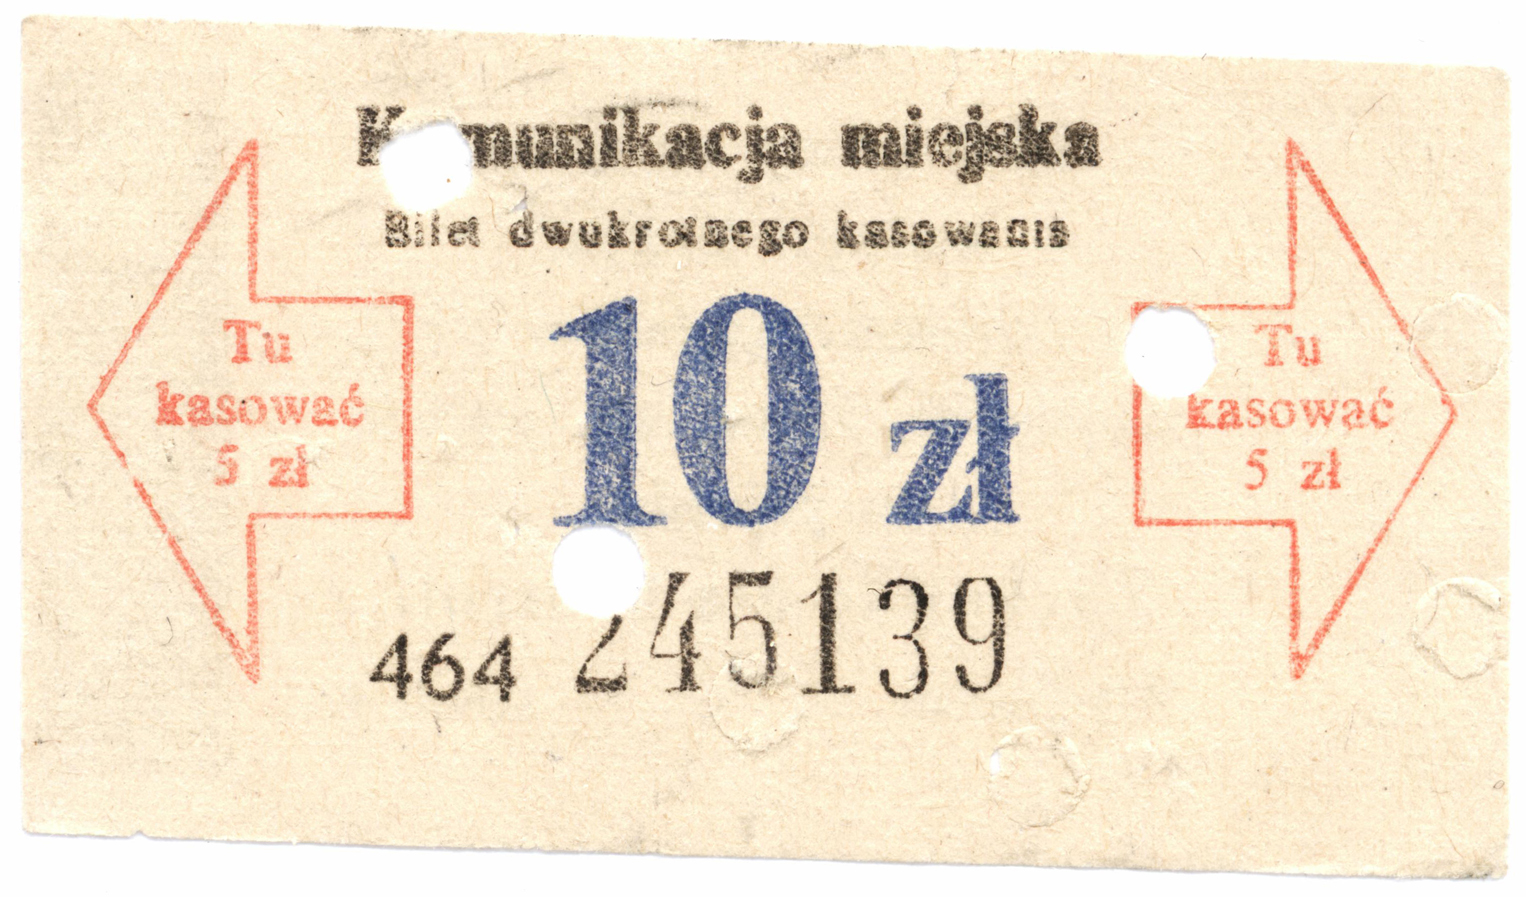 Komunikacja miejska
Bilet dwukrotnego kasowania
Tu
kasować
5 zł
10 zł
Tu
kasować
5 zł
464 245139